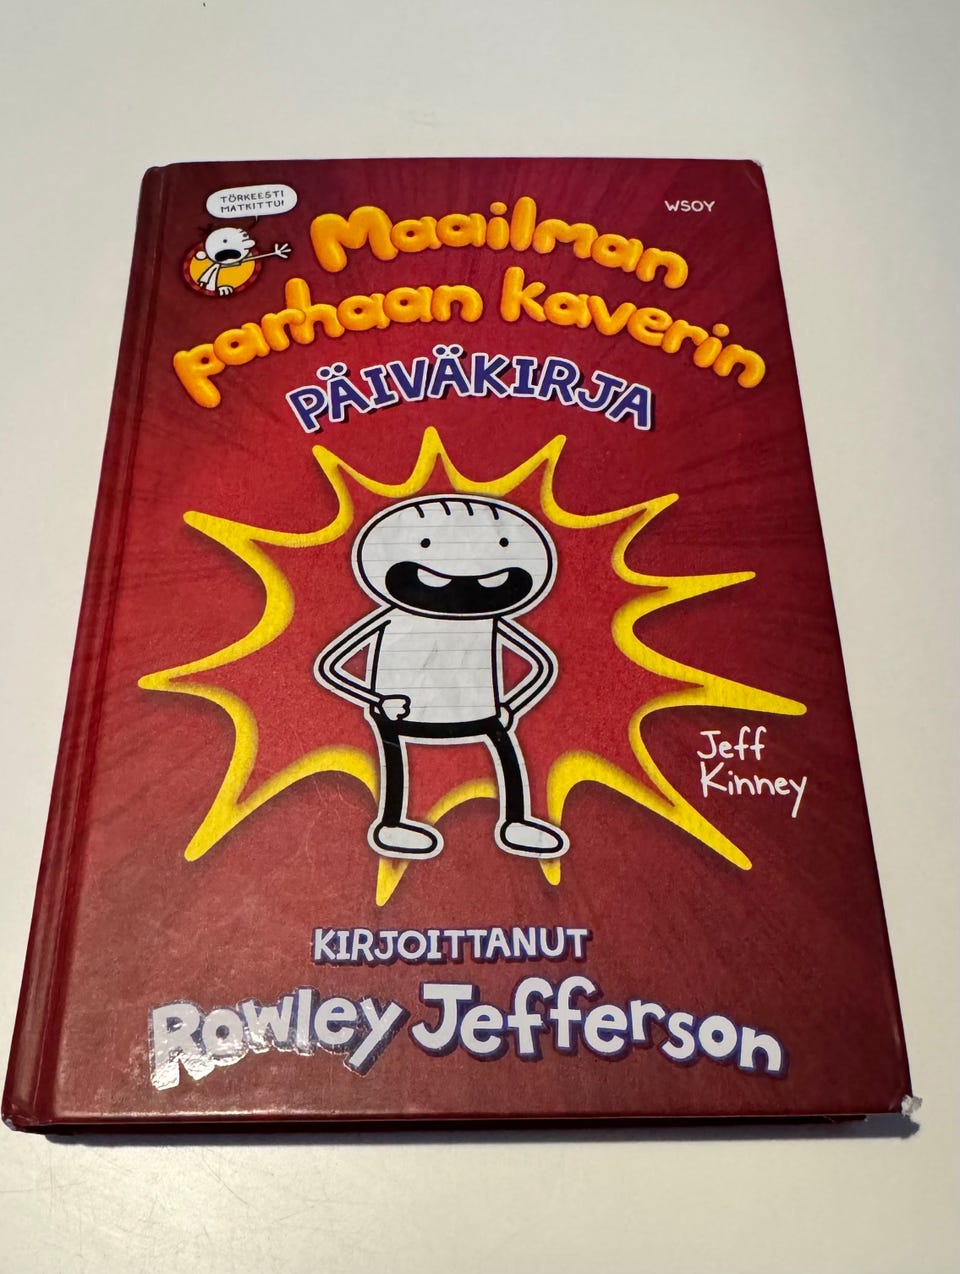 TÖRKEESTI
MATKITTU!
WSOY
Maailman
parhaan kaverin
PÄIVÄKIRJA
Jeff
Kinney
KIRJOITTANUT
Rowley Jefferson